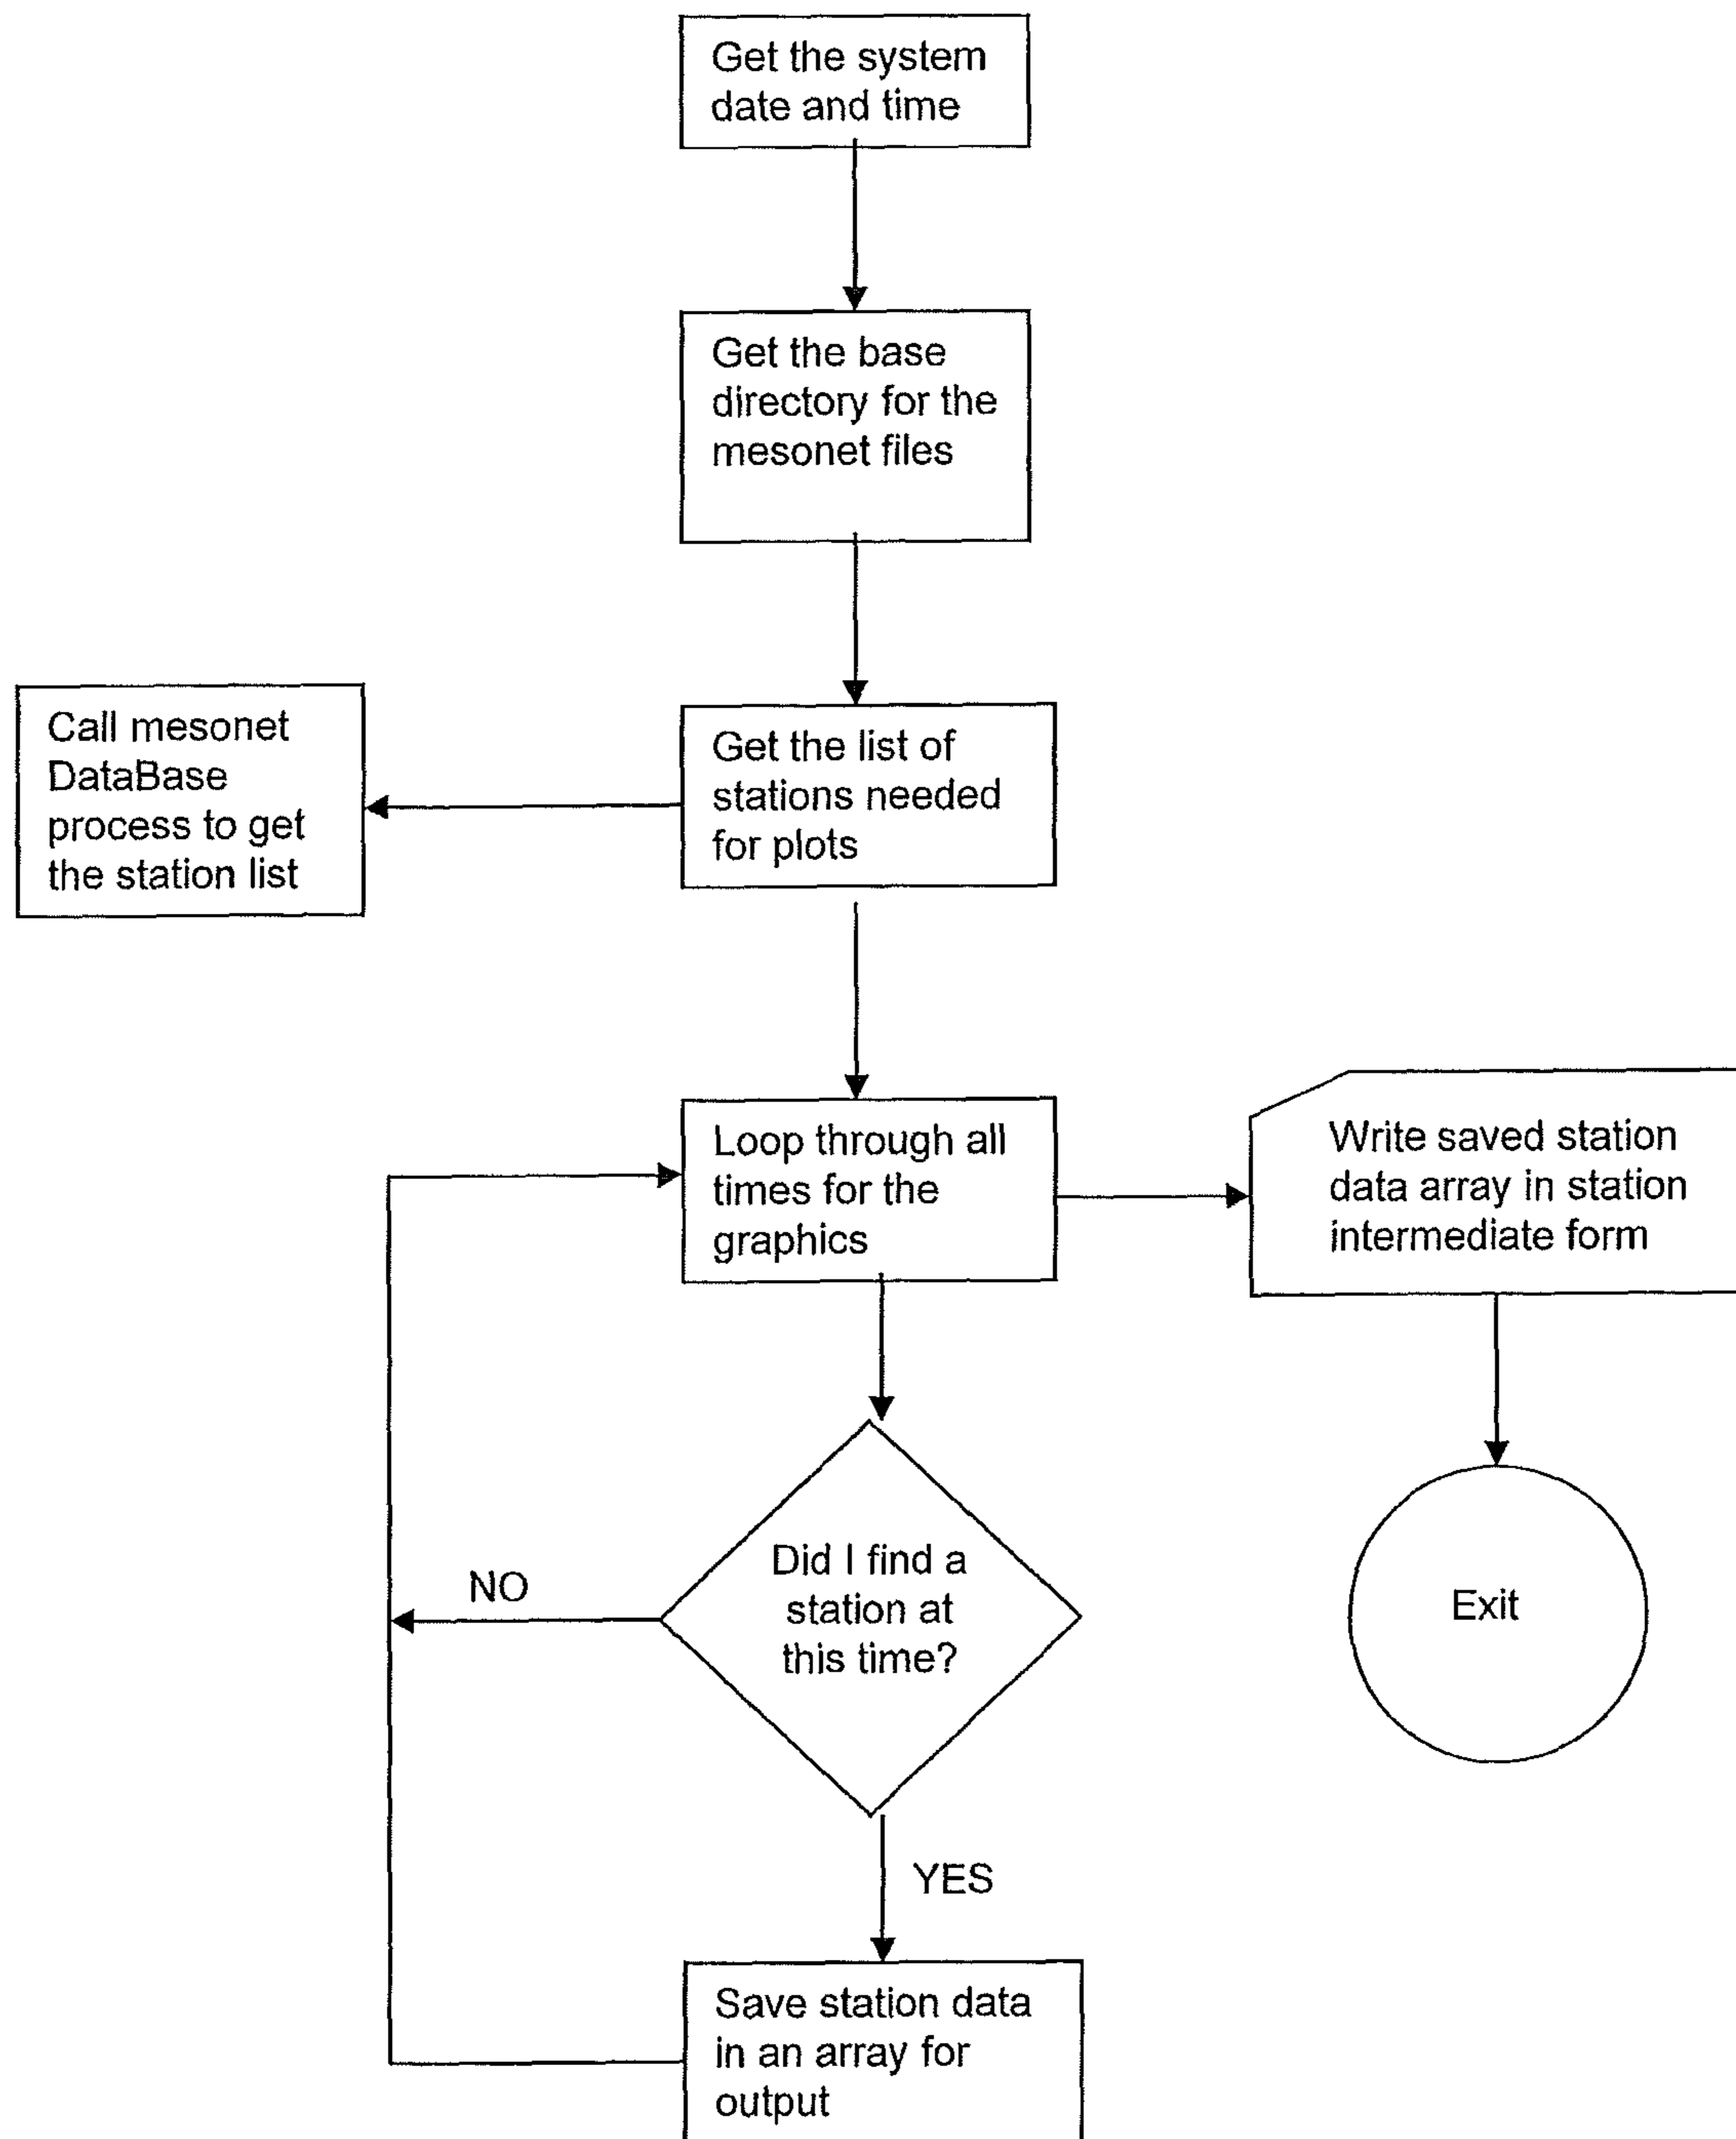 Get the system
date and time
Get the base
directory for the
mesonet files
Call mesonet
DataBase
process to get
the station list
Get the list of
stations needed
for plots
Loop through all
times for the
graphics
Write saved station
data array in station
intermediate form
Did I find a
station at
this time?
NO
Exit
YES
Save station data
in an array for
output